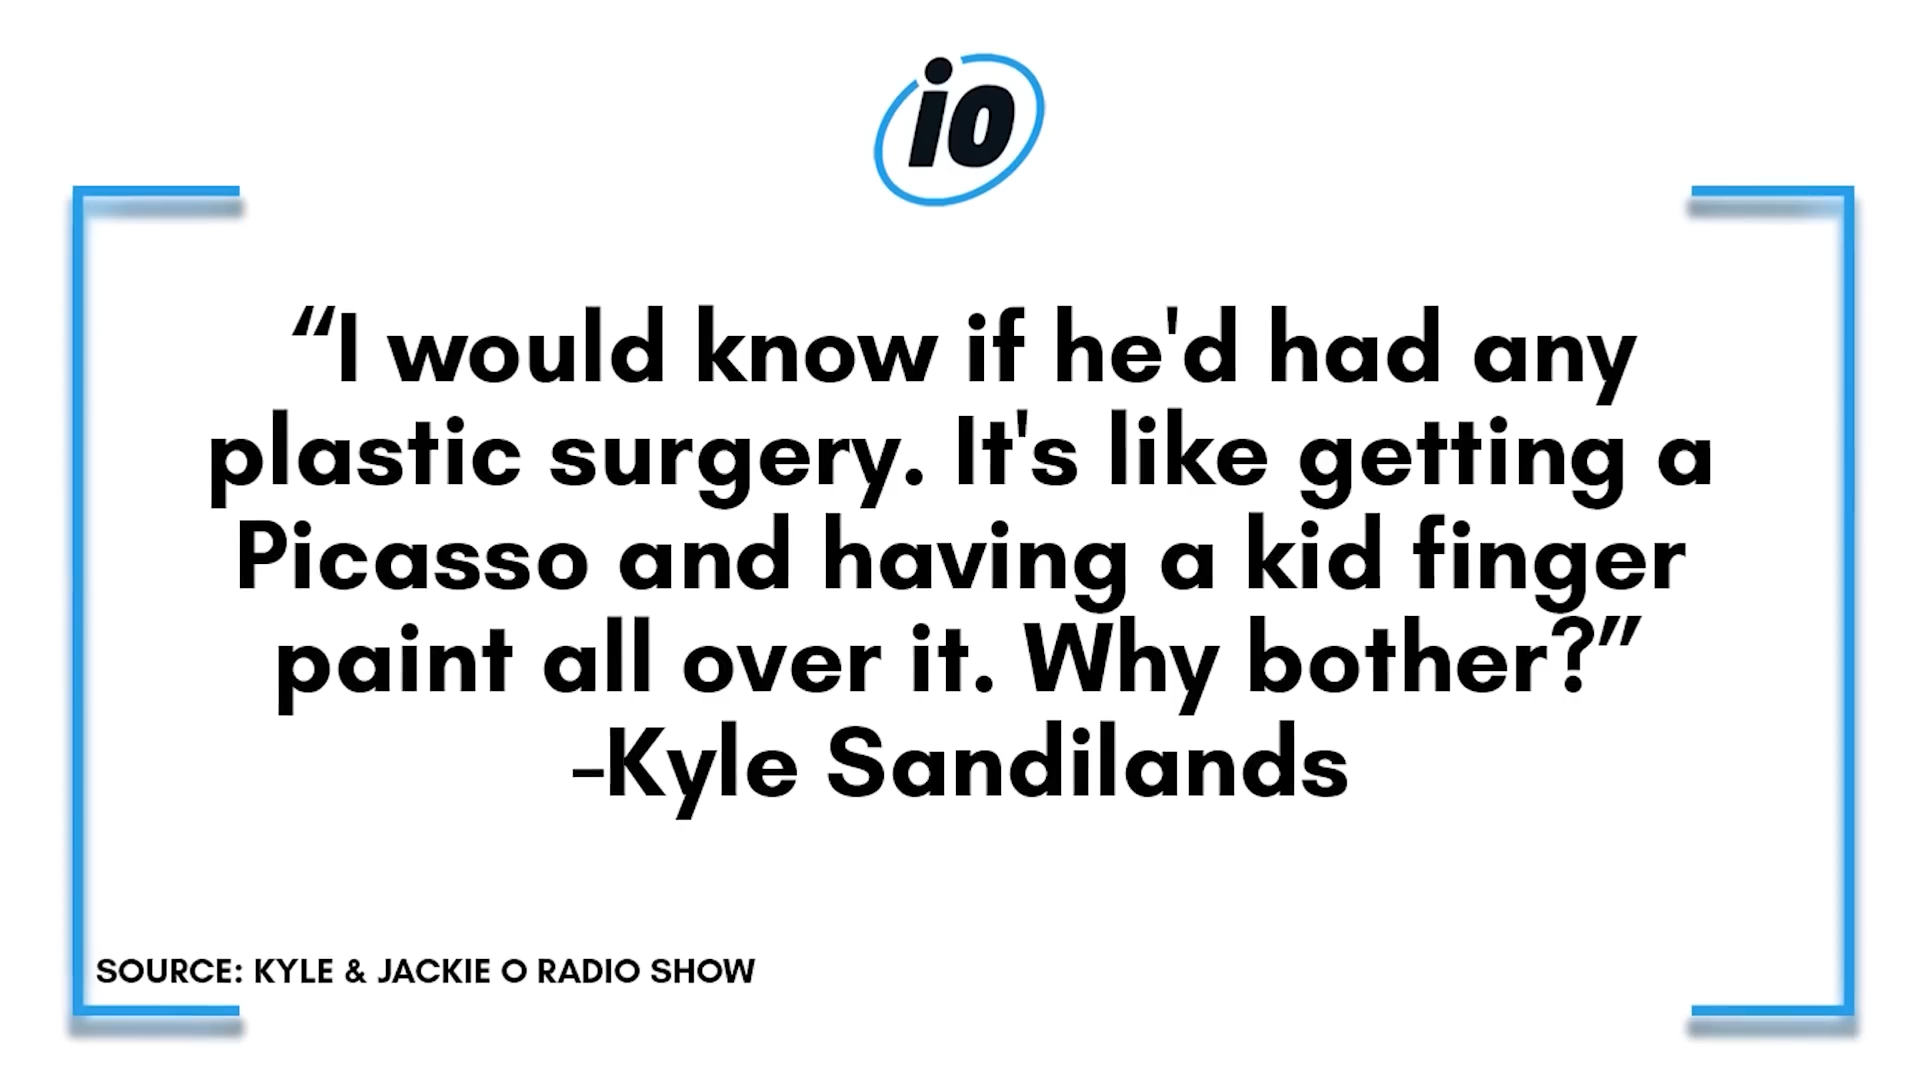 io
“I would know if he'd had any
plastic surgery. It's like getting a
Picasso and having a kid finger
paint all over it. Why bother?”
-Kyle Sandilands
SOURCE: KYLE & JACKIE O RADIO SHOW